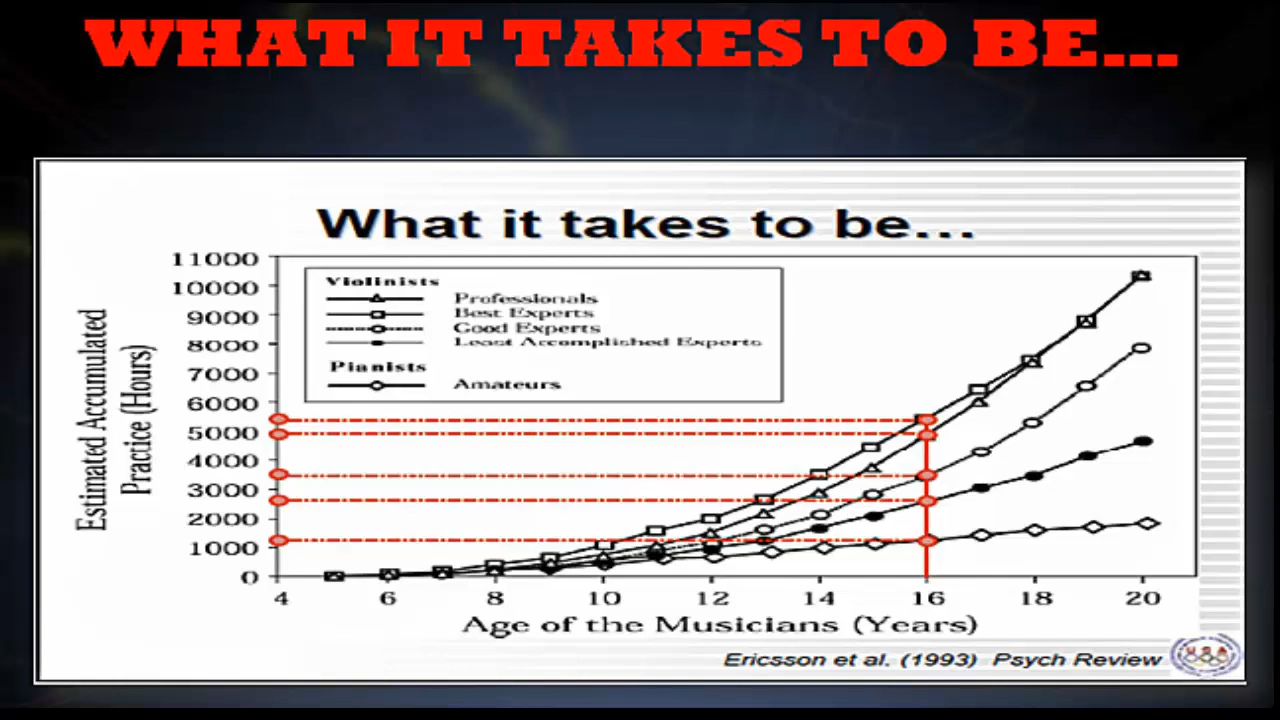 WHAT IT TAKES TO BE...
What it takes to be...
11000
10000
9000
8000
7000
6000
5000
4000
3000
2000
1000
0
Estimated Accumulated
Practice (Hours)
Violinists
Professionals
Best Experts
Good Experts
Least Accomplished Experts
Pianists
Amateurs
4 6 8 10 12 14 16 18 20
Age of the Musicians (Years)
Ericsson et al. (1993) Psych Review
USA